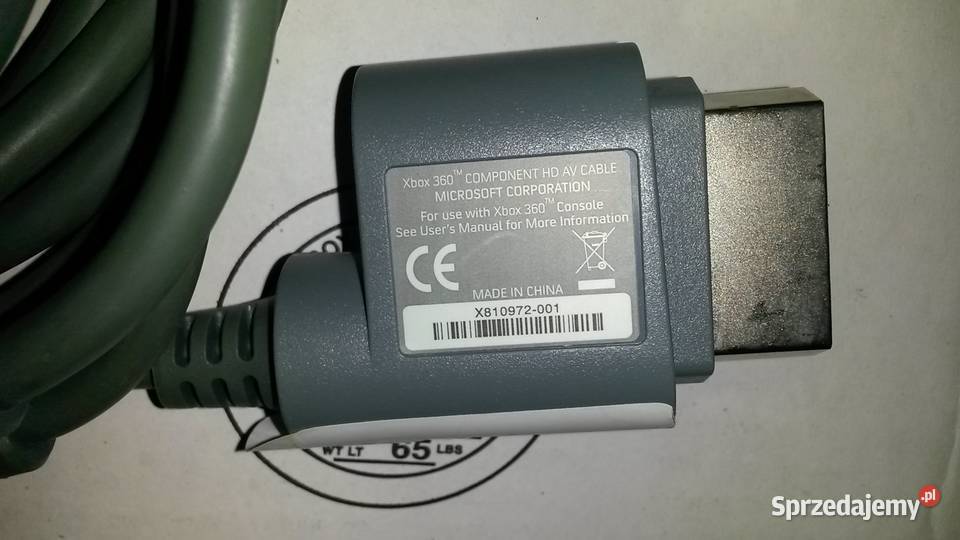 Xbox 360™ COMPONENT HD AV CABLE
MICROSOFT CORPORATION
For use with Xbox 360™ Console
See User's Manual for More Information
CE
MADE IN CHINA
X810972-001
WT LT 65 LBS
Sprzedajemy.pl